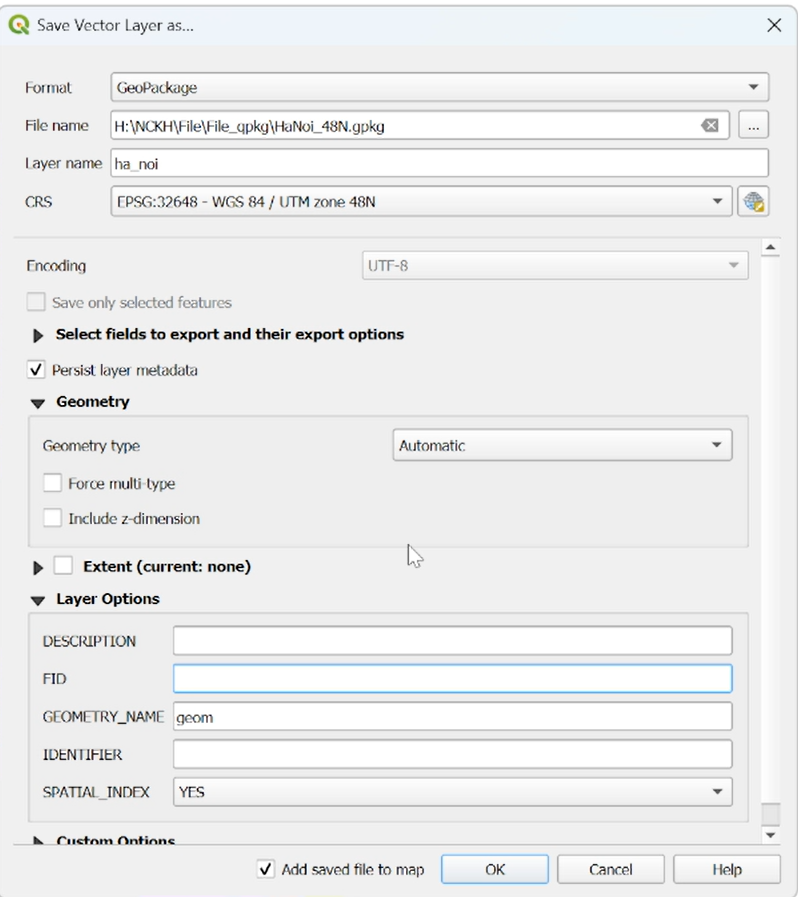 Save Vector Layer as...
Format GeoPackage
File name H:\NCKH\File\File_qpkg\HaNoi_48N.gpkg ...
Layer name ha_noi
CRS EPSG:32648 - WGS 84 / UTM zone 48N
Encoding UTF-8
Save only selected features
Select fields to export and their export options
Persist layer metadata
Geometry
Geometry type Automatic
Force multi-type
Include z-dimension
Extent (current: none)
Layer Options
DESCRIPTION
FID
GEOMETRY_NAME geom
IDENTIFIER
SPATIAL_INDEX YES
Custom Options
Add saved file to map OK Cancel Help